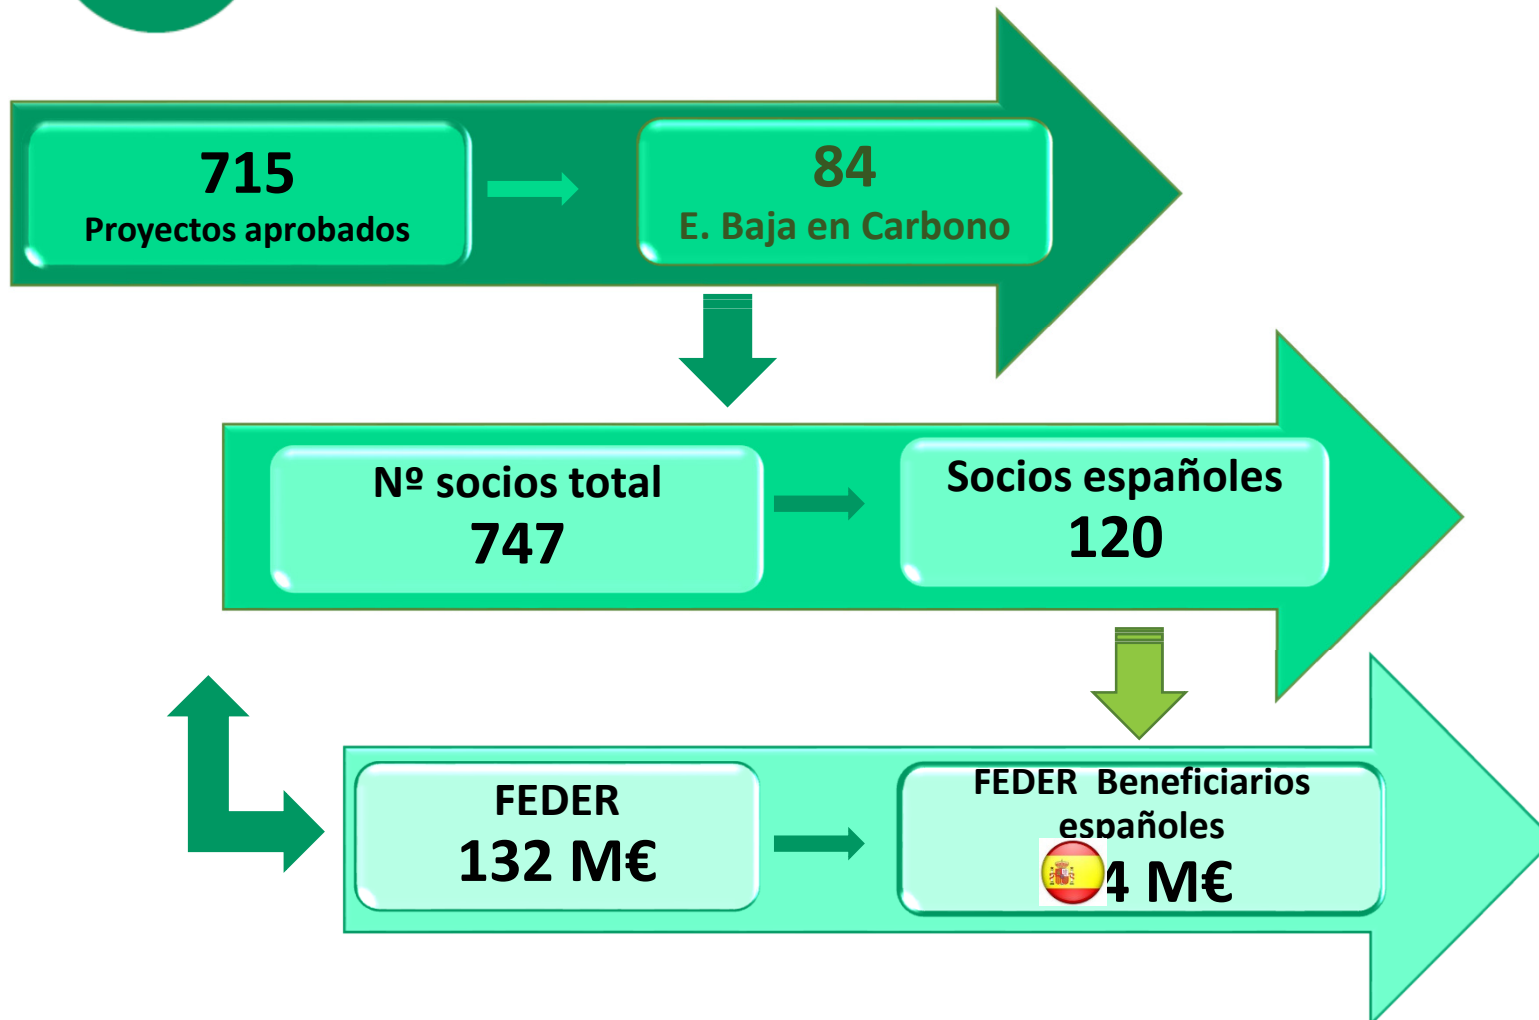 715
Proyectos aprobados
84
E. Baja en Carbono
Nº socios total
747
Socios españoles
120
FEDER
132 M€
FEDER Beneficiarios
españoles
4 M€